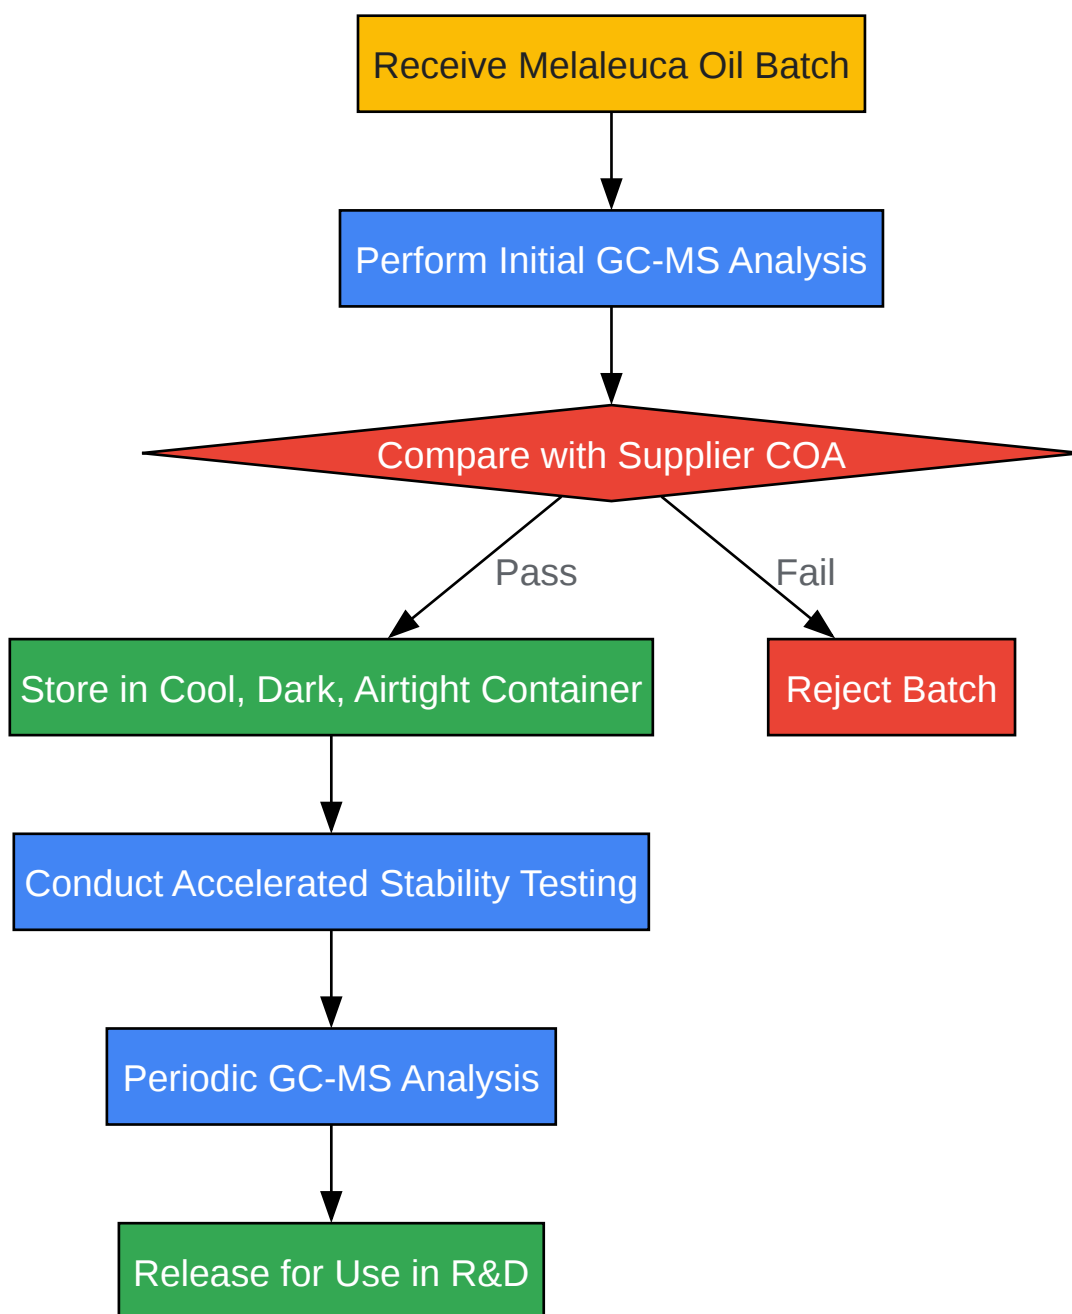 Receive Melaleuca Oil Batch
Perform Initial GC-MS Analysis
Compare with Supplier COA
Pass
Fail
Store in Cool, Dark, Airtight Container
Reject Batch
Conduct Accelerated Stability Testing
Periodic GC-MS Analysis
Release for Use in R&D